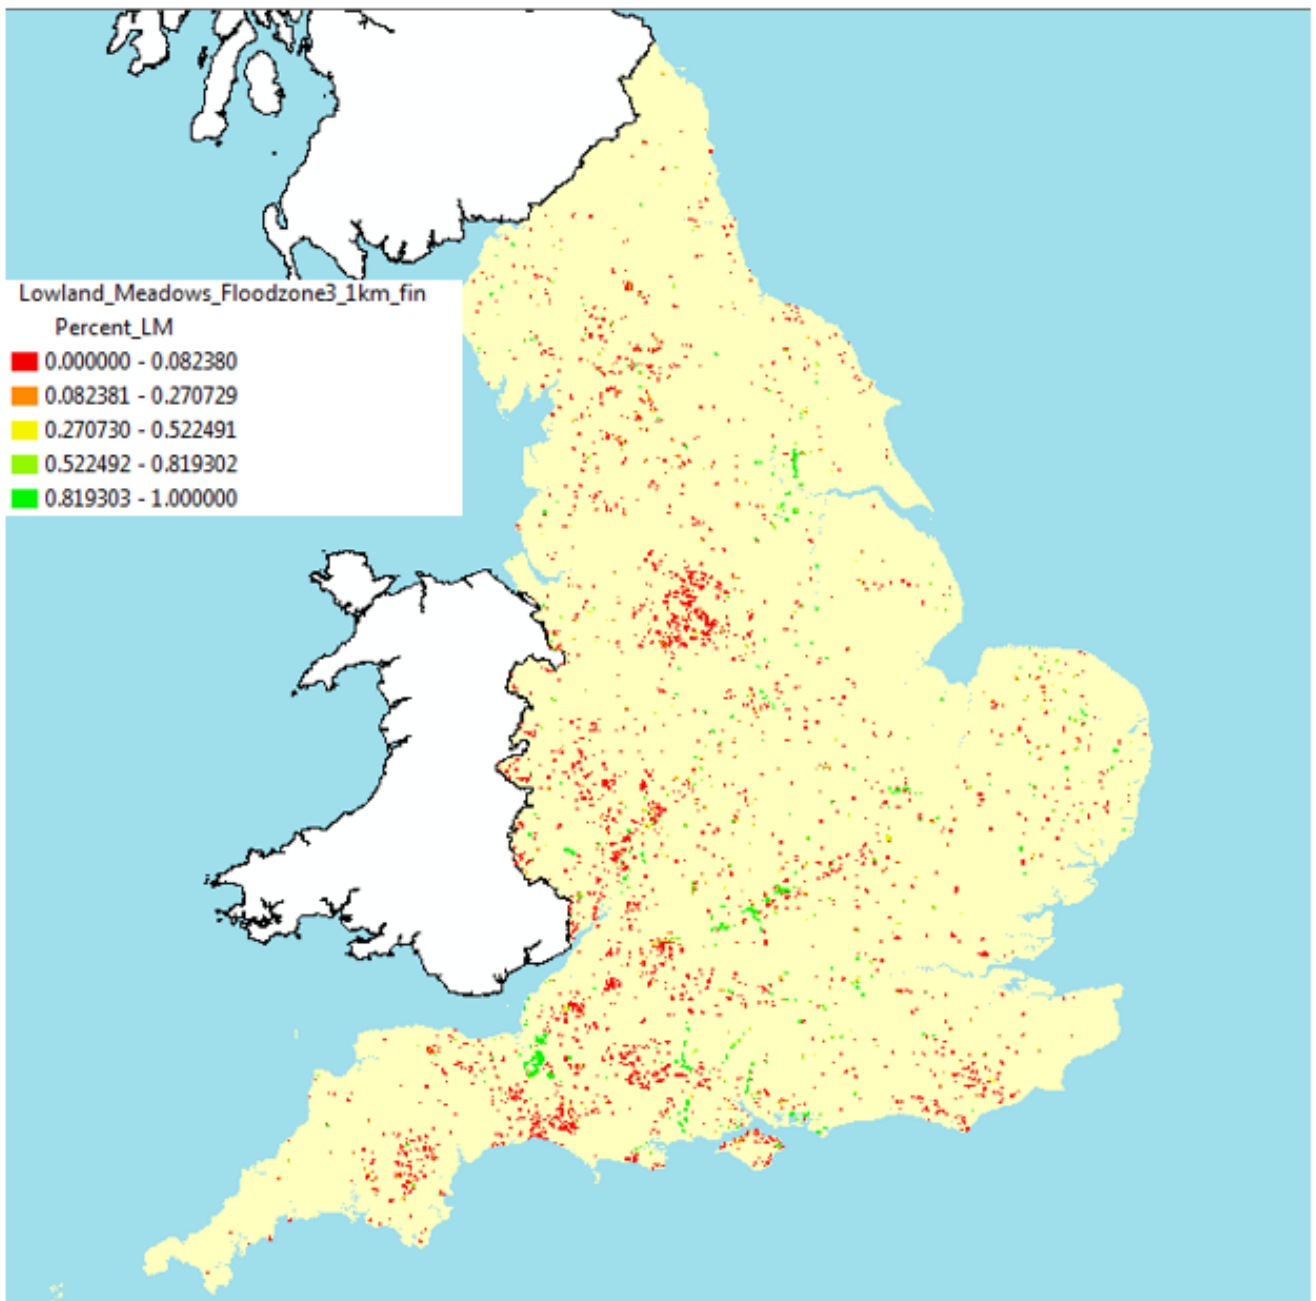 Lowland_Meadows_Floodzone3_1km_fin
Percent_LM
0.000000 - 0.082380
0.082381 - 0.270729
0.270730 - 0.522491
0.522492 - 0.819302
0.819303 - 1.000000